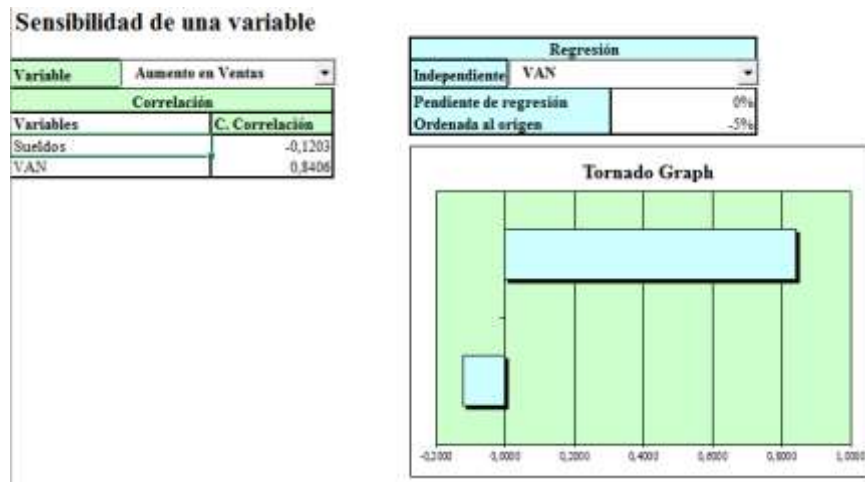 Sensibilidad de una variable
Variable Aumento en Ventas
Correlación
Variables C. Correlación
Sueldos -0,1203
VAN 0,8406
Regresión
Independiente VAN
Pendiente de regresión 0%
Ordenada al origen -5%
Tornado Graph
-0,2000 0,0000 0,2000 0,4000 0,6000 0,8000 1,0000